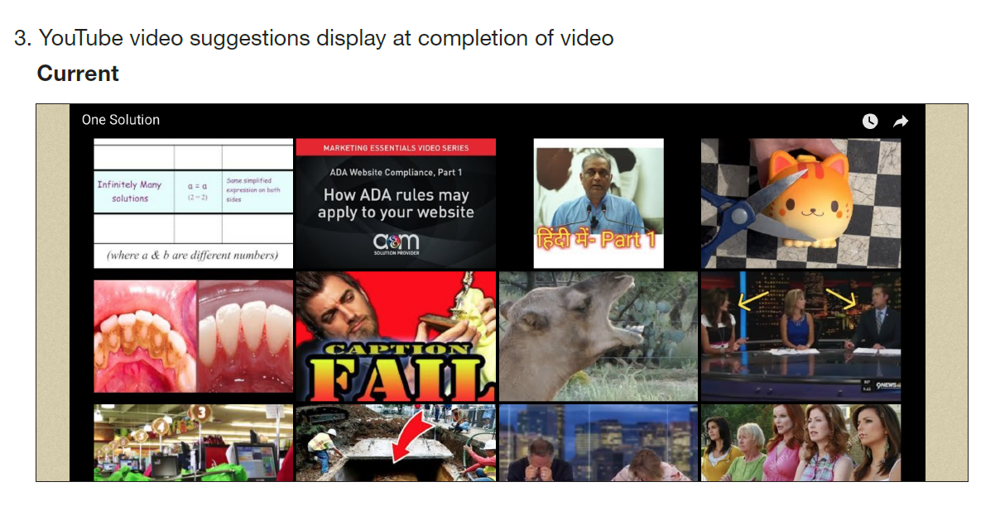 3. YouTube video suggestions display at completion of video
Current
One Solution
Infinitely Many
solutions
a = a
(2 = 2)
Same simplified
expression on both
sides
(where a & b are different numbers)
MARKETING ESSENTIALS VIDEO SERIES
ADA Website Compliance, Part 1
How ADA rules may
apply to your website
a&m
SOLUTION PROVIDER
हिंदी में- Part 1
CAPTION
FAIL
9NEWS
3